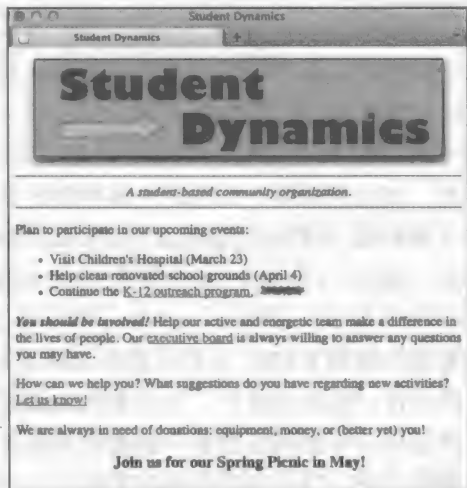 Student Dynamics
Student Dynamics
Student
Dynamics
A student-based community organization.
Plan to participate in our upcoming events:
• Visit Children's Hospital (March 23)
• Help clean renovated school grounds (April 4)
• Continue the K-12 outreach program.
You should be involved! Help our active and energetic team make a difference in
the lives of people. Our executive board is always willing to answer any questions
you may have.
How can we help you? What suggestions do you have regarding new activities?
Let us know!
We are always in need of donations: equipment, money, or (better yet) you!
Join us for our Spring Picnic in May!